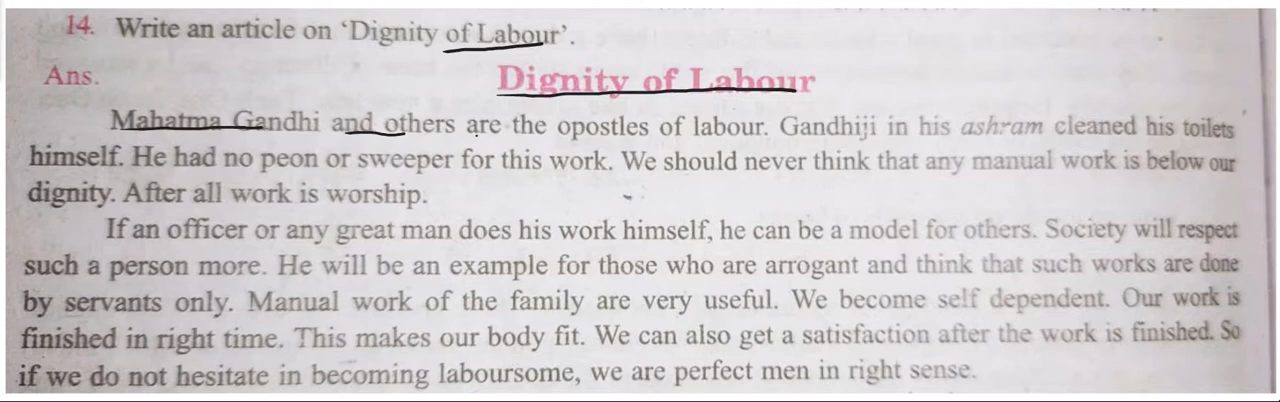 14. Write an article on ‘Dignity of Labour’.
Ans. Dignity of Labour
Mahatma Gandhi and others are the opostles of labour. Gandhiji in his ashram cleaned his toilets
himself. He had no peon or sweeper for this work. We should never think that any manual work is below our
dignity. After all work is worship.
If an officer or any great man does his work himself, he can be a model for others. Society will respect
such a person more. He will be an example for those who are arrogant and think that such works are done
by servants only. Manual work of the family are very useful. We become self dependent. Our work is
finished in right time. This makes our body fit. We can also get a satisfaction after the work is finished. So
if we do not hesitate in becoming laboursome, we are perfect men in right sense.